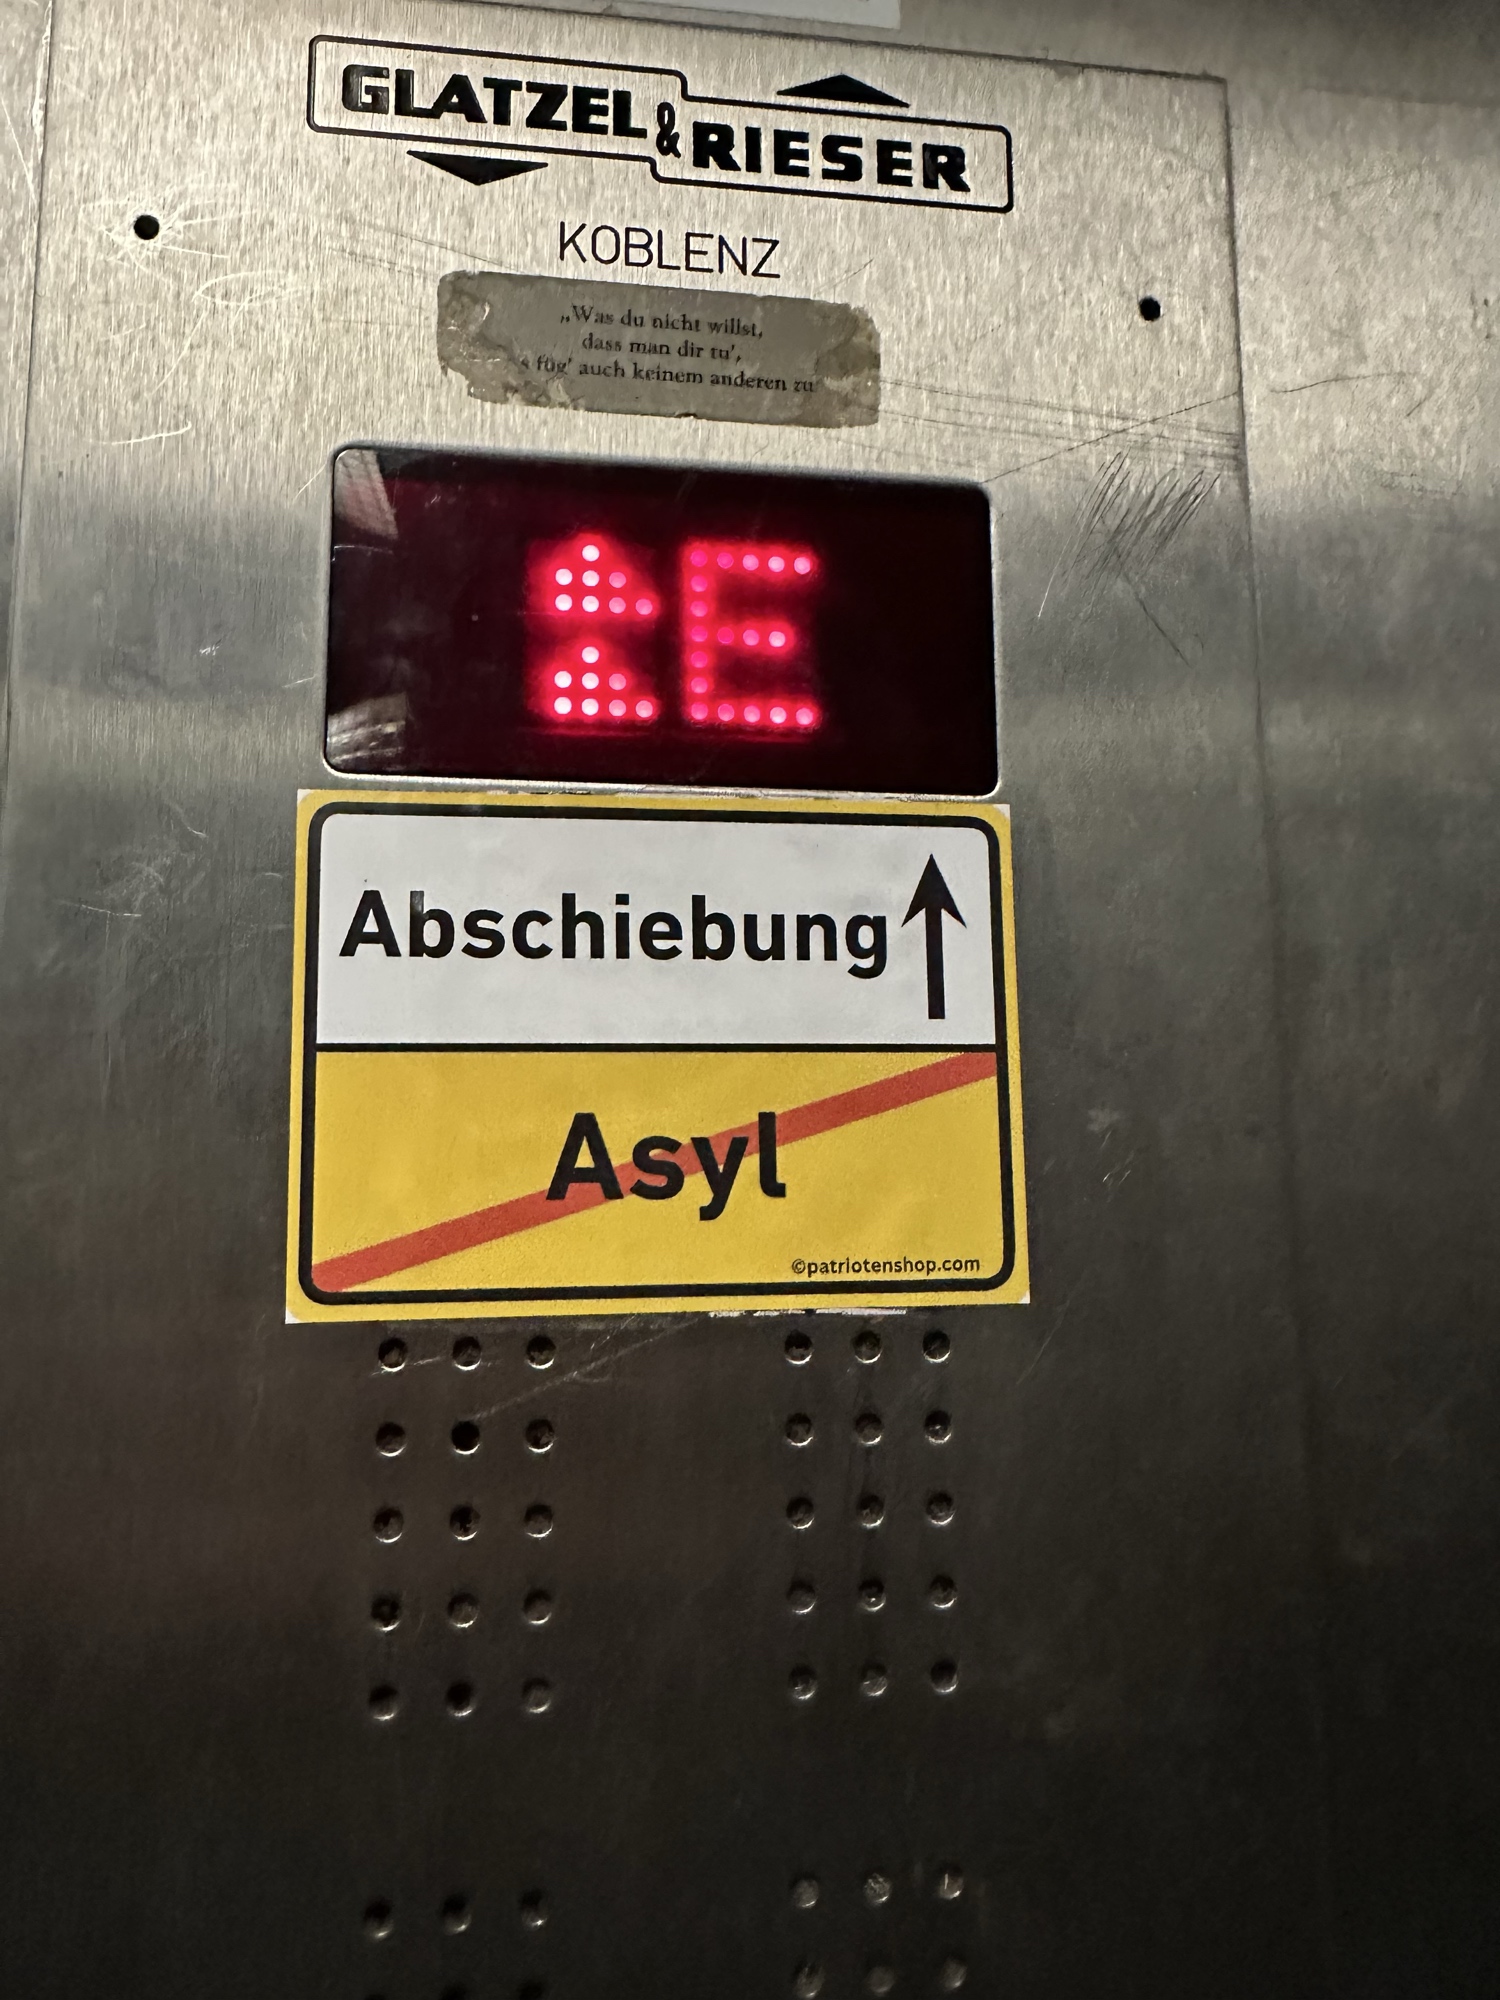 GLATZEL & RIESER
KOBLENZ
„Was du nicht willst,
dass man dir tu',
füg' auch keinem anderen zu
E
Abschiebung
Asyl
©patriotenshop.com